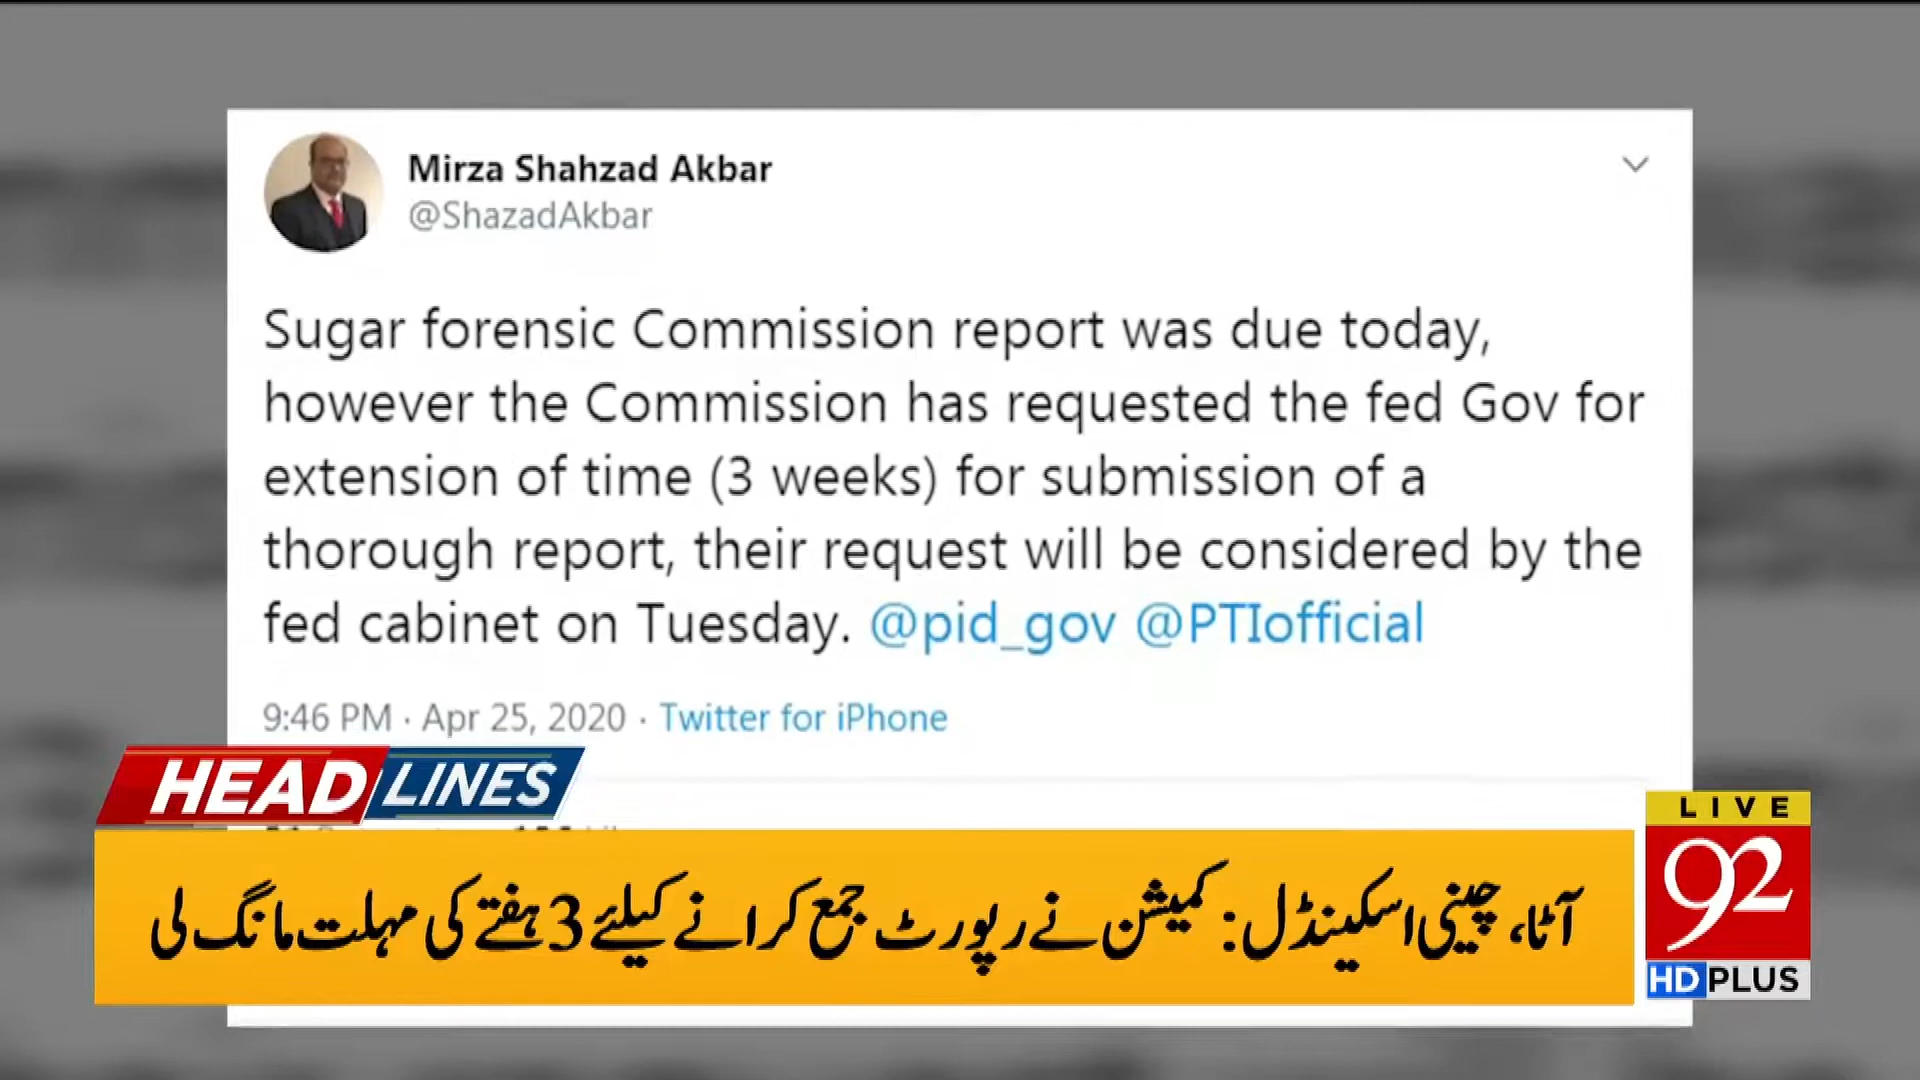 Mirza Shahzad Akbar
@ShazadAkbar
Sugar forensic Commission report was due today,
however the Commission has requested the fed Gov for
extension of time (3 weeks) for submission of a
thorough report, their request will be considered by the
fed cabinet on Tuesday. @pid_gov @PTIofficial
9:46 PM · Apr 25, 2020 · Twitter for iPhone
HEADLINES
آٹا، چینی اسکینڈل: کمیشن نے رپورٹ جمع کرانے کیلئے 3 ہفتے کی مہلت مانگ لی
LIVE
92
HD PLUS